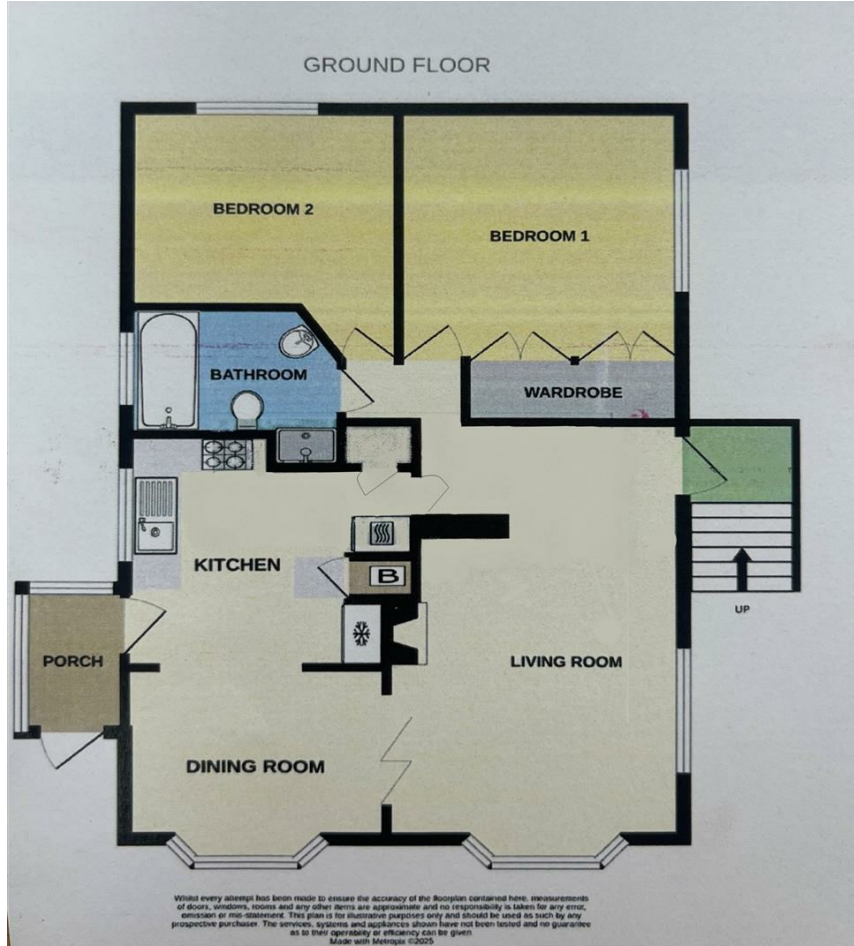 GROUND FLOOR
BEDROOM 2
BEDROOM 1
BATHROOM
WARDROBE
KITCHEN
B
UP
PORCH
LIVING ROOM
DINING ROOM
Whilst every attempt has been made to ensure the accuracy of the floorplan contained here, measurements
of doors, windows, rooms and any other items are approximate and no responsibility is taken for any error,
omission or mis-statement. This plan is for illustrative purposes only and should be used as such by any
prospective purchaser. The services, systems and appliances shown have not been tested and no guarantee
as to their operability or efficiency can be given
Made with Metropix ©2025